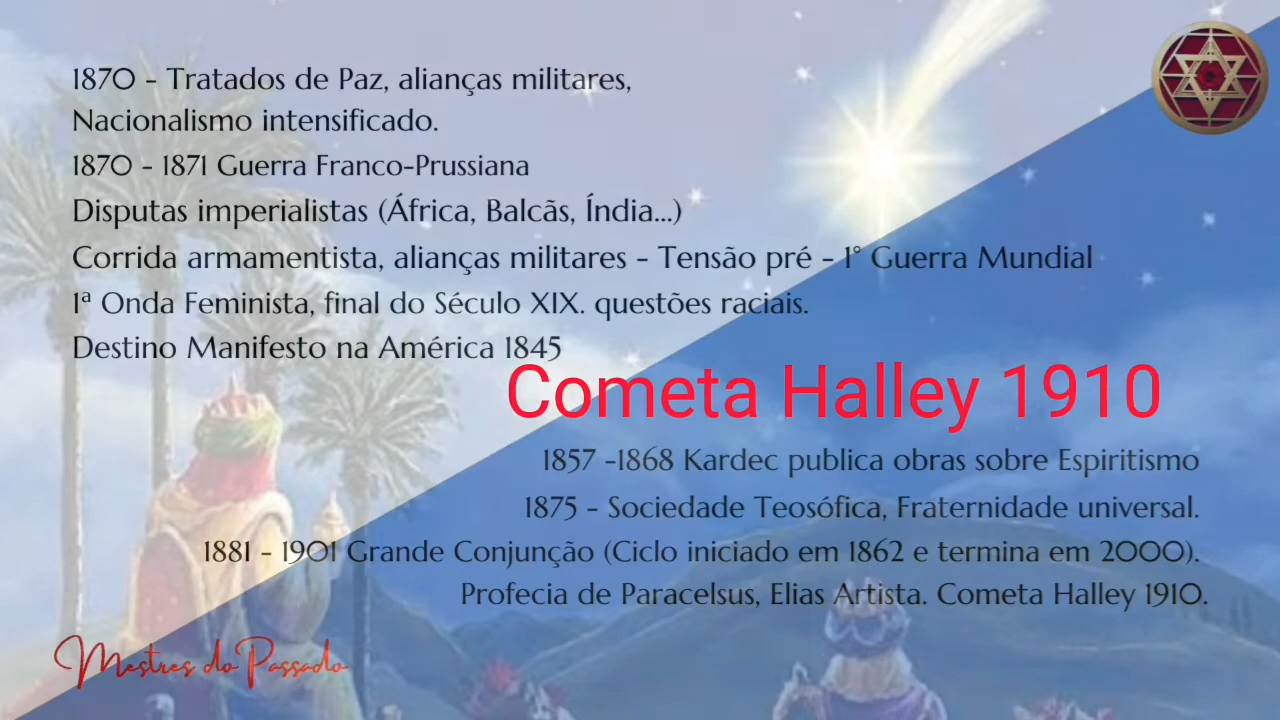 1870 - Tratados de Paz, alianças militares,
Nacionalismo intensificado.
1870 - 1871 Guerra Franco-Prussiana
Disputas imperialistas (África, Balcãs, Índia...)
Corrida armamentista, alianças militares - Tensão pré - 1° Guerra Mundial
1ª Onda Feminista, final do Século XIX. questões raciais.
Destino Manifesto na América 1845
Cometa Halley 1910
1857 -1868 Kardec publica obras sobre Espiritismo
1875 - Sociedade Teosófica, Fraternidade universal.
1881 - 1901 Grande Conjunção (Ciclo iniciado em 1862 e termina em 2000).
Profecia de Paracelsus, Elias Artista. Cometa Halley 1910.
Mestres do Passado